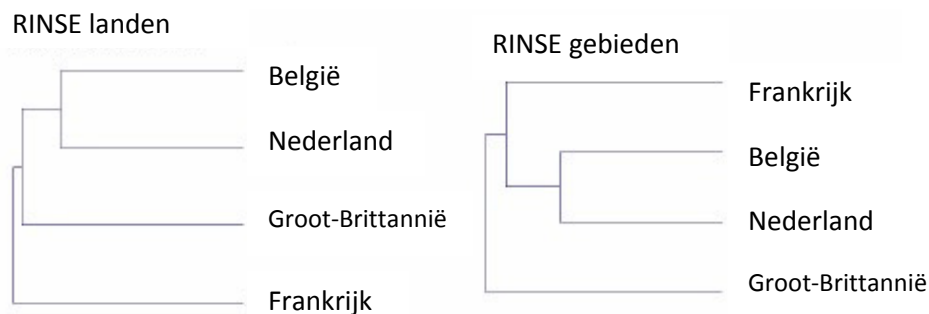 RINSE landen
België
Nederland
Groot-Brittannië
Frankrijk
RINSE gebieden
Frankrijk
België
Nederland
Groot-Brittannië